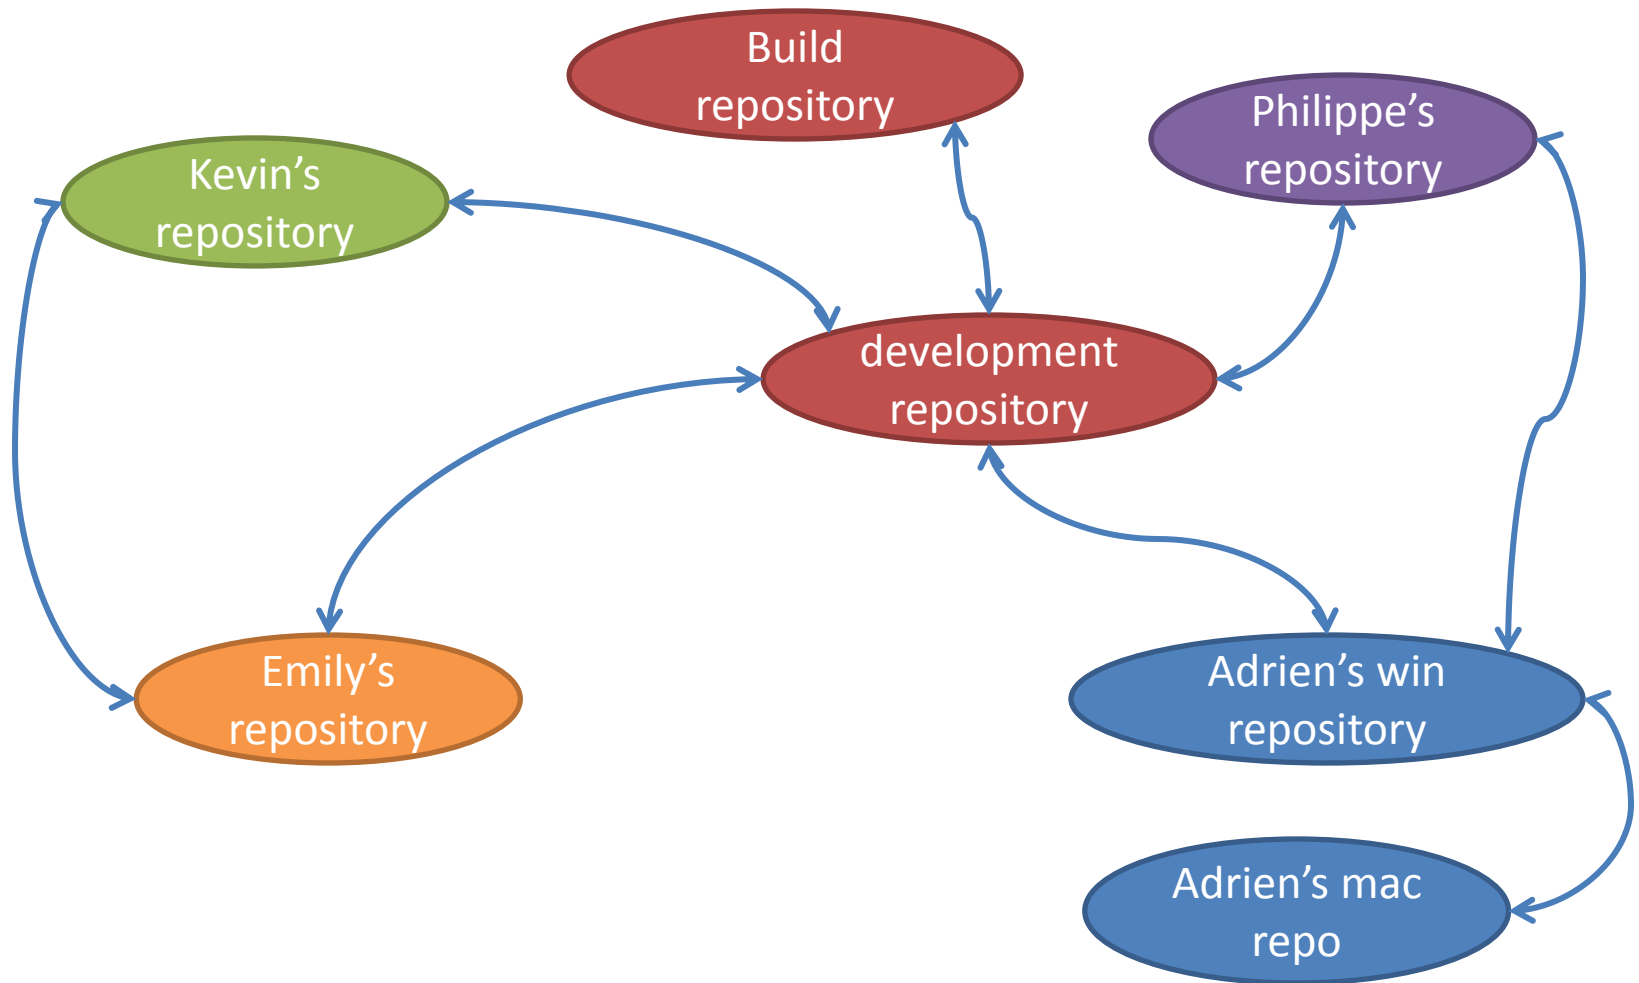 Build
repository
Philippe’s
repository
Kevin’s
repository
development
repository
Emily’s
repository
Adrien’s win
repository
Adrien’s mac
repo